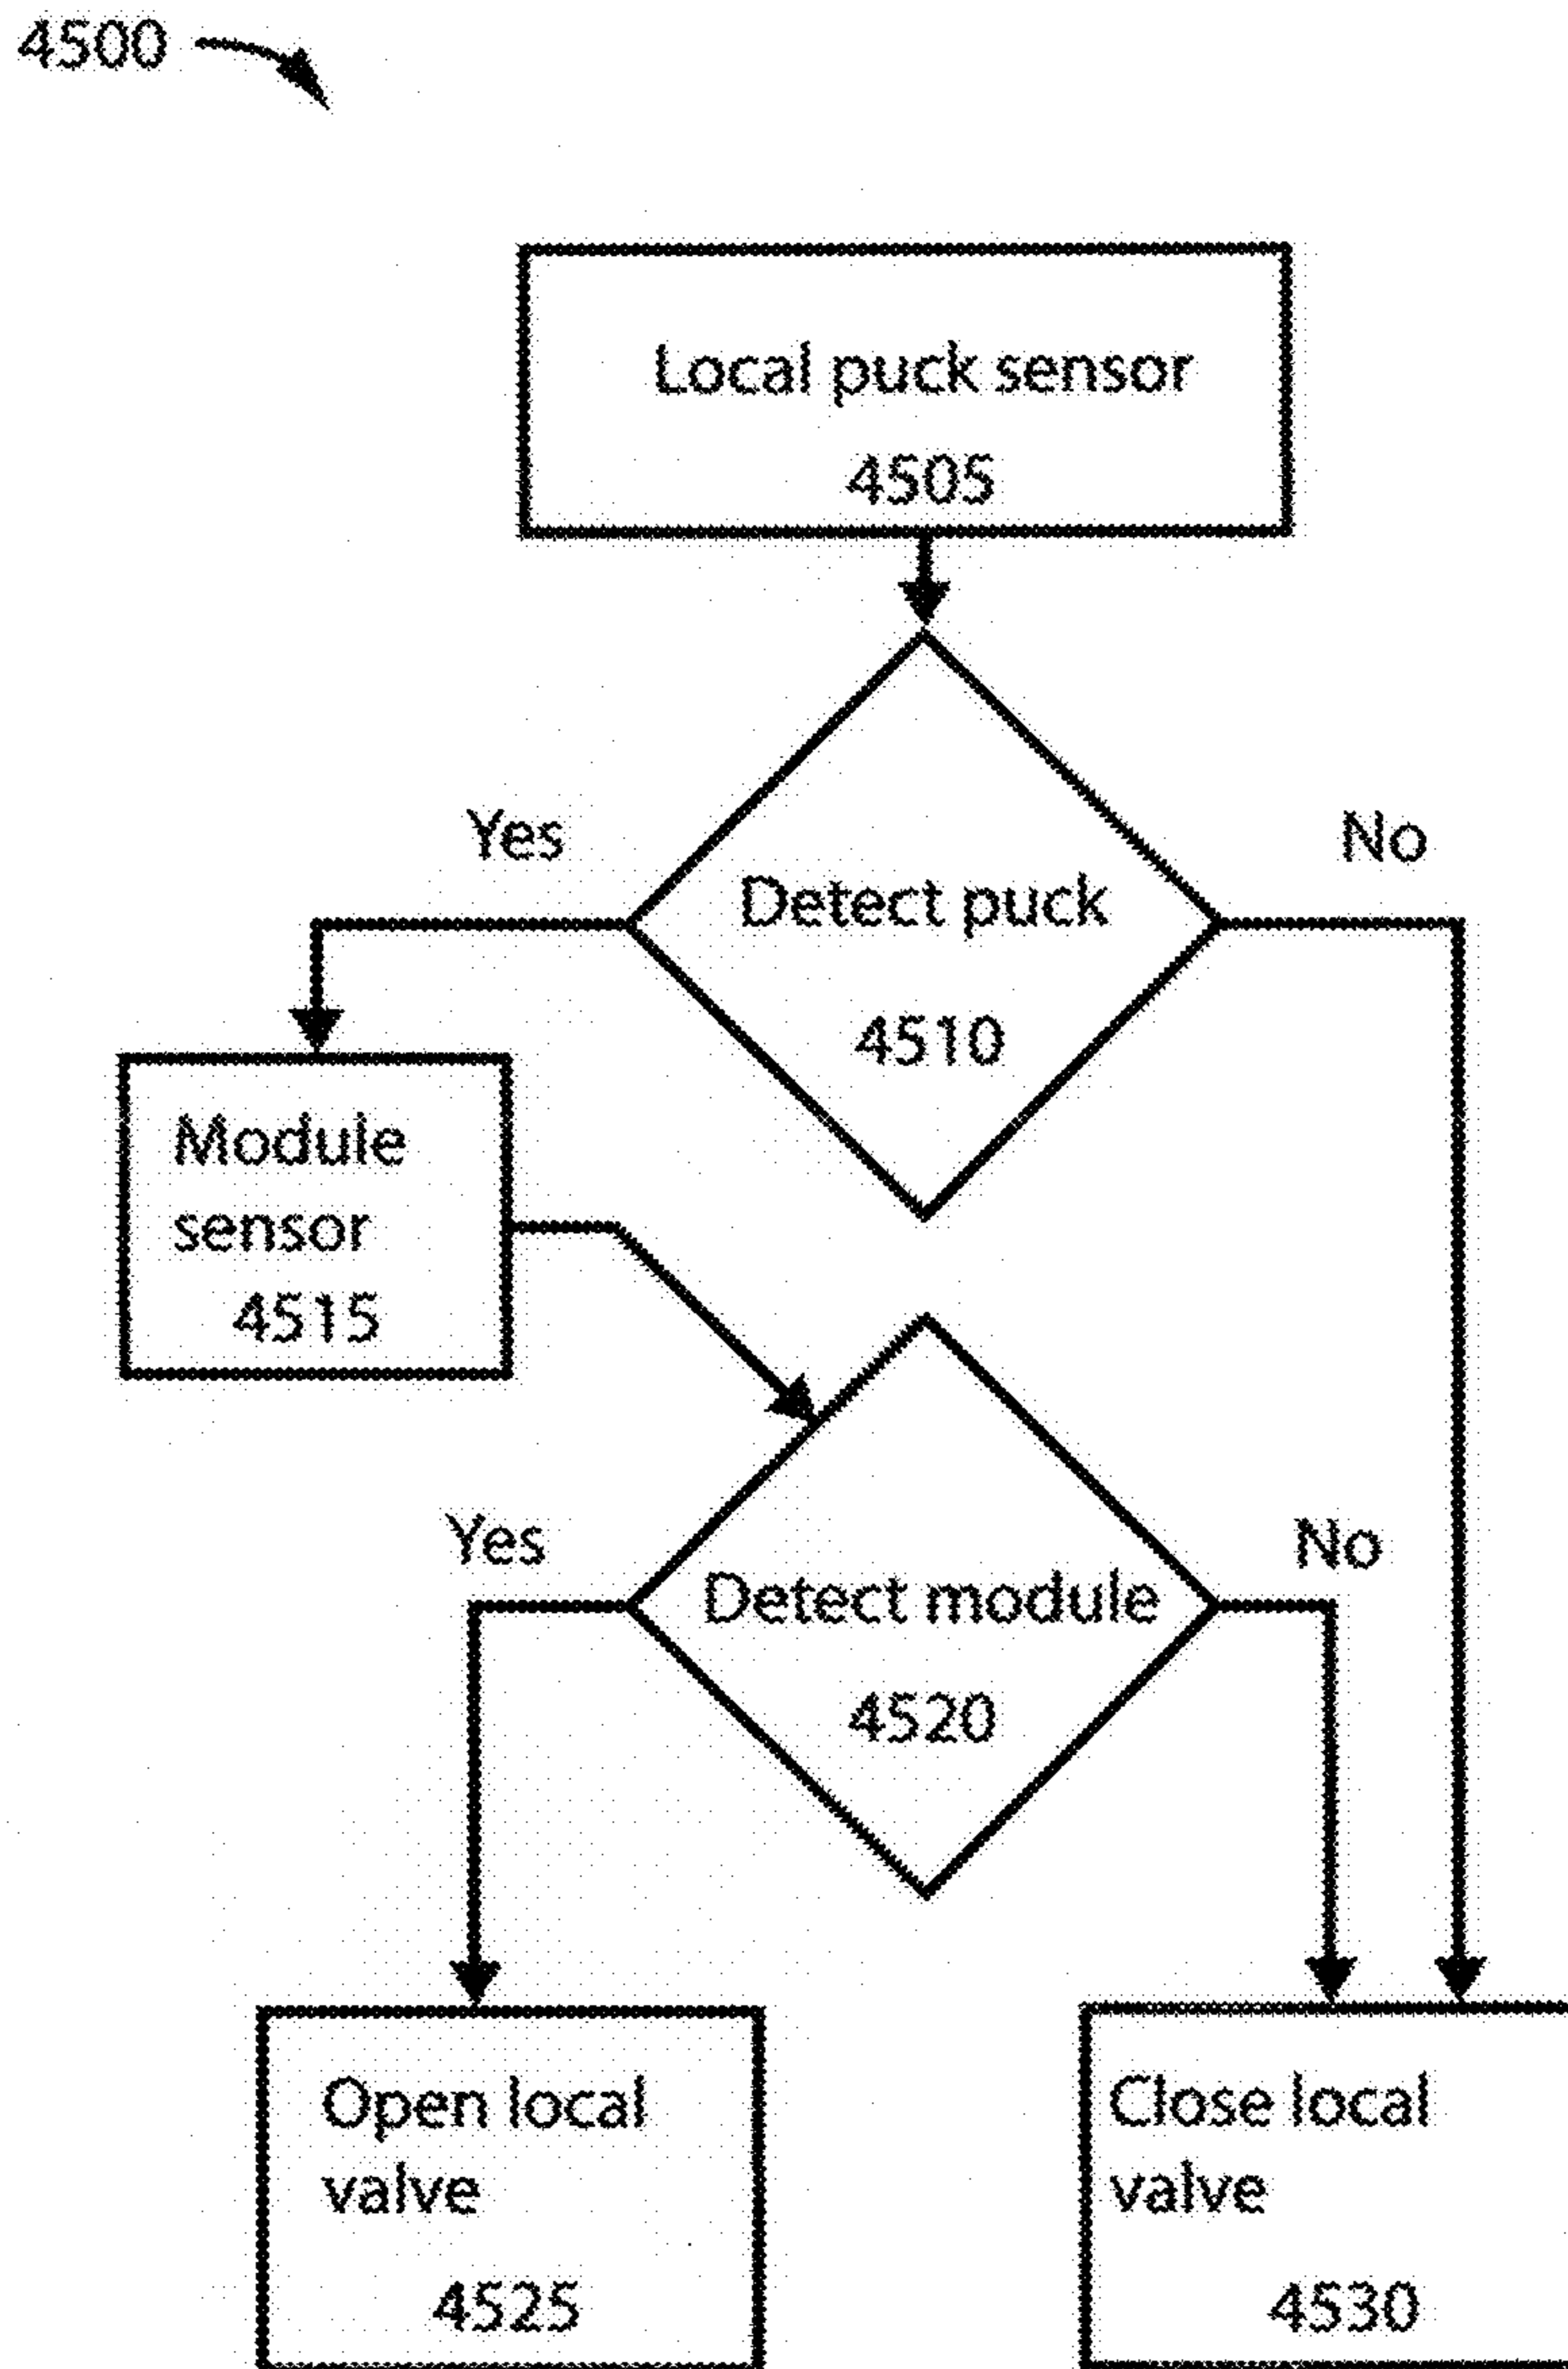 4500
Local puck sensor
4505
Yes
No
Detect puck
4510
Module
sensor
4515
Yes
No
Detect module
4520
Open local
valve
4525
Close local
valve
4530